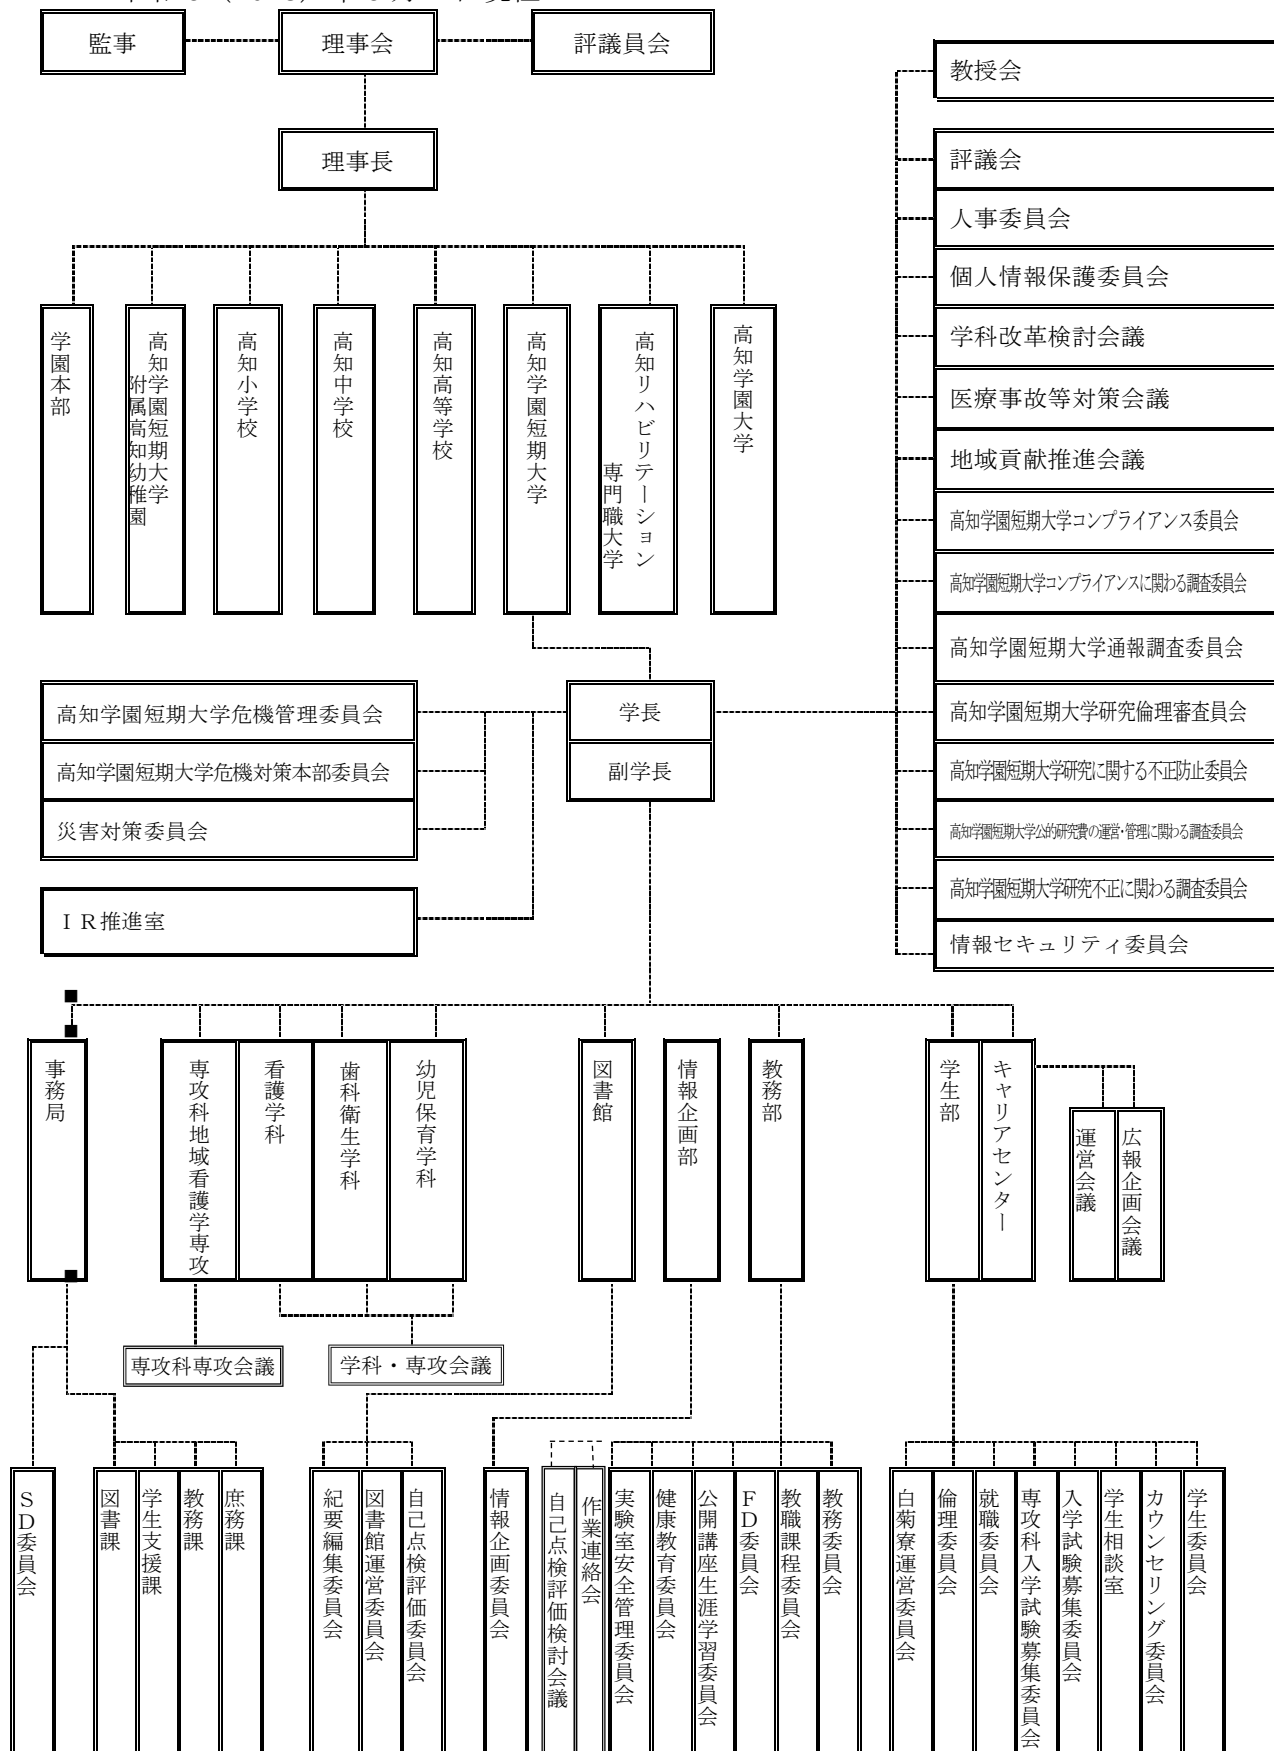 監事
理事会
評議員会
理事長
教授会
評議会
人事委員会
個人情報保護委員会
学科改革検討会議
医療事故等対策会議
地域貢献推進会議
高知学園短期大学コンプライアンス委員会
高知学園短期大学コンプライアンスに関わる調査委員会
高知学園短期大学通報調査委員会
高知学園短期大学研究倫理審査員会
高知学園短期大学研究に関する不正防止委員会
高知学園短期大学公的研究費の運営・管理に関わる調査委員会
高知学園短期大学研究不正に関わる調査委員会
情報セキュリティ委員会
学園本部
高知学園短期大学
附属高知幼稚園
高知小学校
高知中学校
高知高等学校
高知学園短期大学
高知リハビリテーション
専門職大学
高知学園大学
学長
副学長
高知学園短期大学危機管理委員会
高知学園短期大学危機対策本部委員会
災害対策委員会
ＩＲ推進室
事務局
専攻科地域看護学専攻
看護学科
歯科衛生学科
幼児保育学科
図書館
情報企画部
教務部
学生部
キャリアセンター
運営会議
広報企画会議
専攻科専攻会議
学科・専攻会議
ＳＤ委員会
図書課
学生支援課
教務課
庶務課
紀要編集委員会
図書館運営委員会
自己点検評価委員会
情報企画委員会
自己点検評価検討会議
作業連絡会
実験室安全管理委員会
健康教育委員会
公開講座生涯学習委員会
ＦＤ委員会
教職課程委員会
教務委員会
白菊寮運営委員会
倫理委員会
就職委員会
専攻科入学試験募集委員会
入学試験募集委員会
学生相談室
カウンセリング委員会
学生委員会